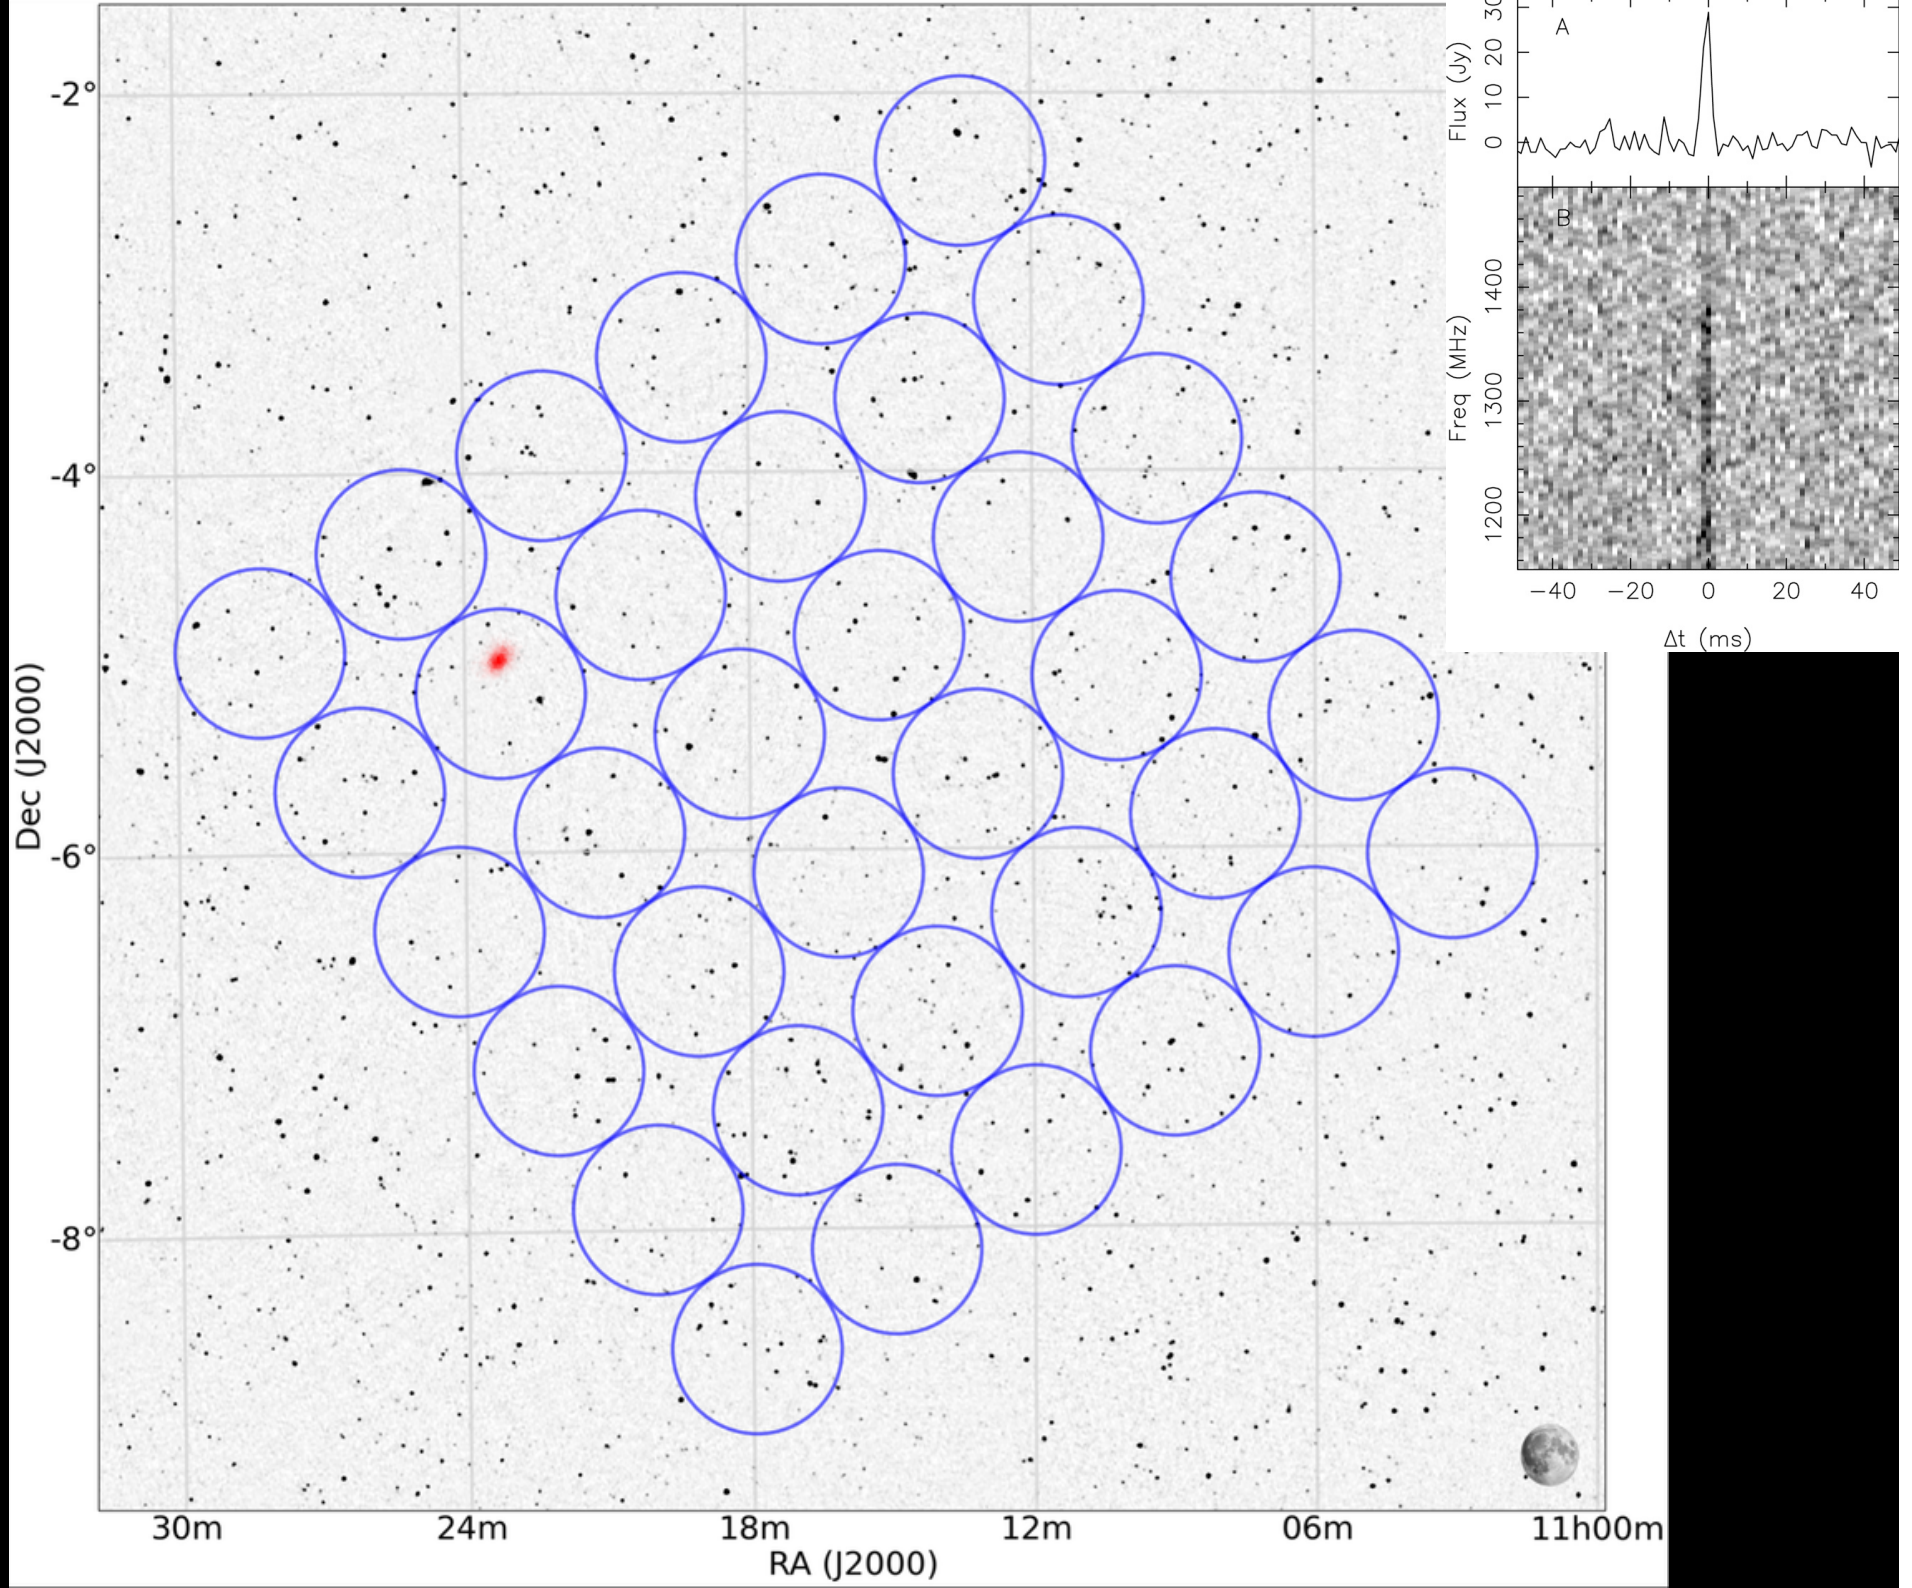 -2°
-4°
-6°
-8°
Dec (J2000)
30m
24m
18m
12m
06m
11h00m
RA (J2000)
A
30
20
10
0
Flux (Jy)
B
1400
1300
1200
Freq (MHz)
−40
−20
0
20
40
Δt (ms)